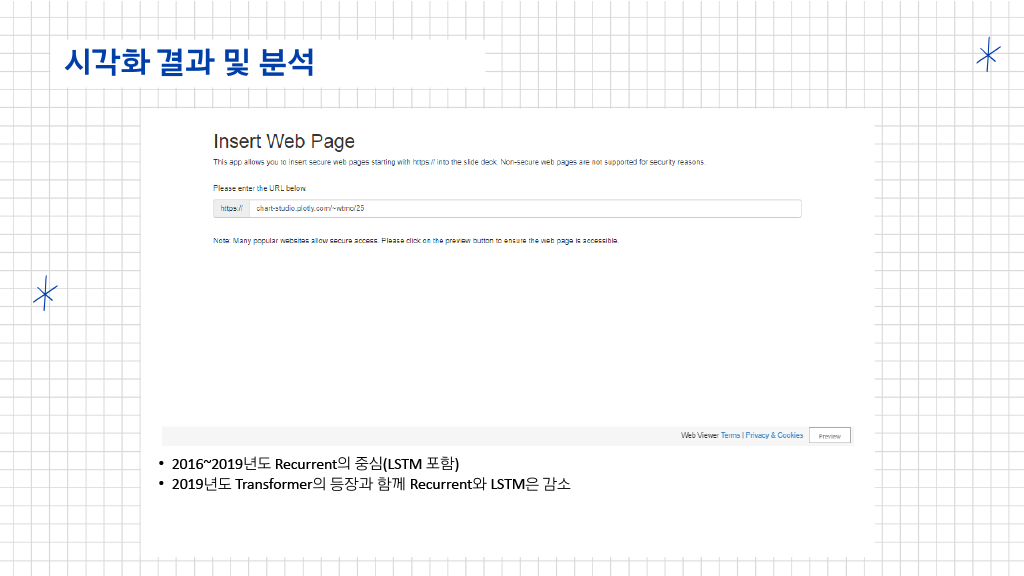 시각화 결과 및 분석
Insert Web Page
This app allows you to insert secure web pages starting with https:// into the slide deck. Non-secure web pages are not supported for security reasons.
Please enter the URL below.
https:// chart-studio.plotly.com/~wtmo/25
Note: Many popular websites allow secure access. Please click on the preview button to ensure the web page is accessible.
Web Viewer Terms | Privacy & Cookies Preview
• 2016~2019년도 Recurrent의 중심(LSTM 포함)
• 2019년도 Transformer의 등장과 함께 Recurrent와 LSTM은 감소